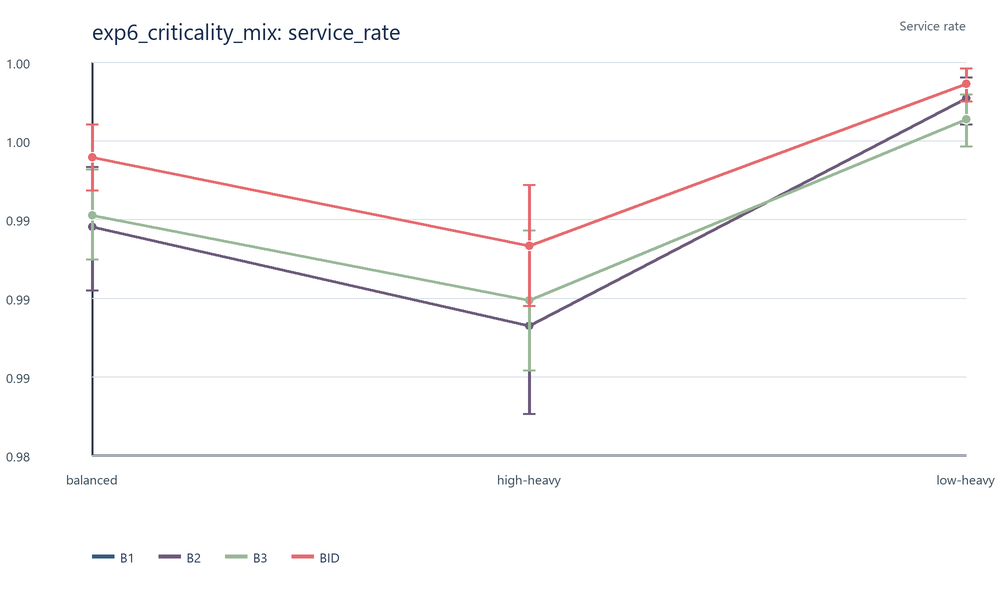 exp6_criticality_mix: service_rate
Service rate
1.00
1.00
0.99
0.99
0.99
0.98
balanced
high-heavy
low-heavy
B1
B2
B3
BID